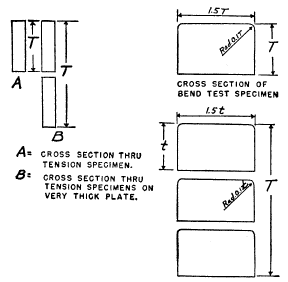 1.5T
Rad 0.1T
T
T
T
A
B
CROSS SECTION OF
BEND TEST SPECIMEN
1.5t
t
Rad 0.1t
T
A= CROSS SECTION THRU
TENSION SPECIMEN.
B= CROSS SECTION THRU
TENSION SPECIMENS ON
VERY THICK PLATE.